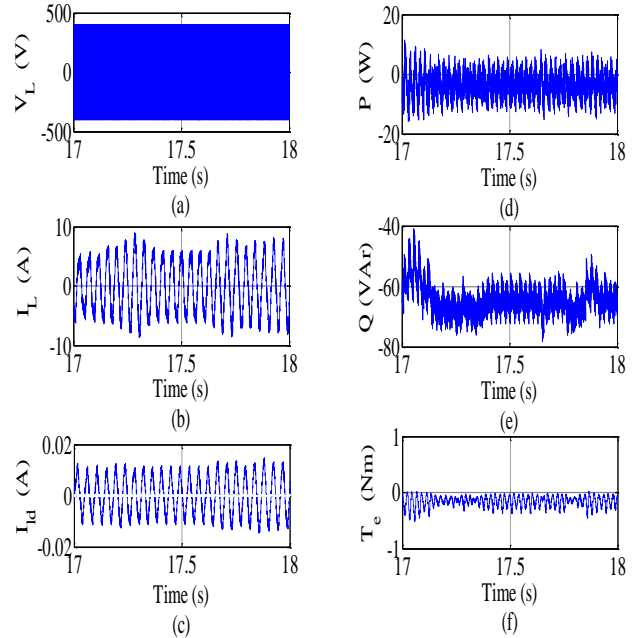 500
0
-500
V_L (V)
17
17.5
18
Time (s)
(a)
20
0
-20
P (W)
17
17.5
18
Time (s)
(d)
10
0
-10
I_L (A)
17
17.5
18
Time (s)
(b)
-40
-60
-80
Q (VAr)
17
17.5
18
Time (s)
(e)
0.02
0
-0.02
I_ld (A)
17
17.5
18
Time (s)
(c)
1
0
-1
T_e (Nm)
17
17.5
18
Time (s)
(f)